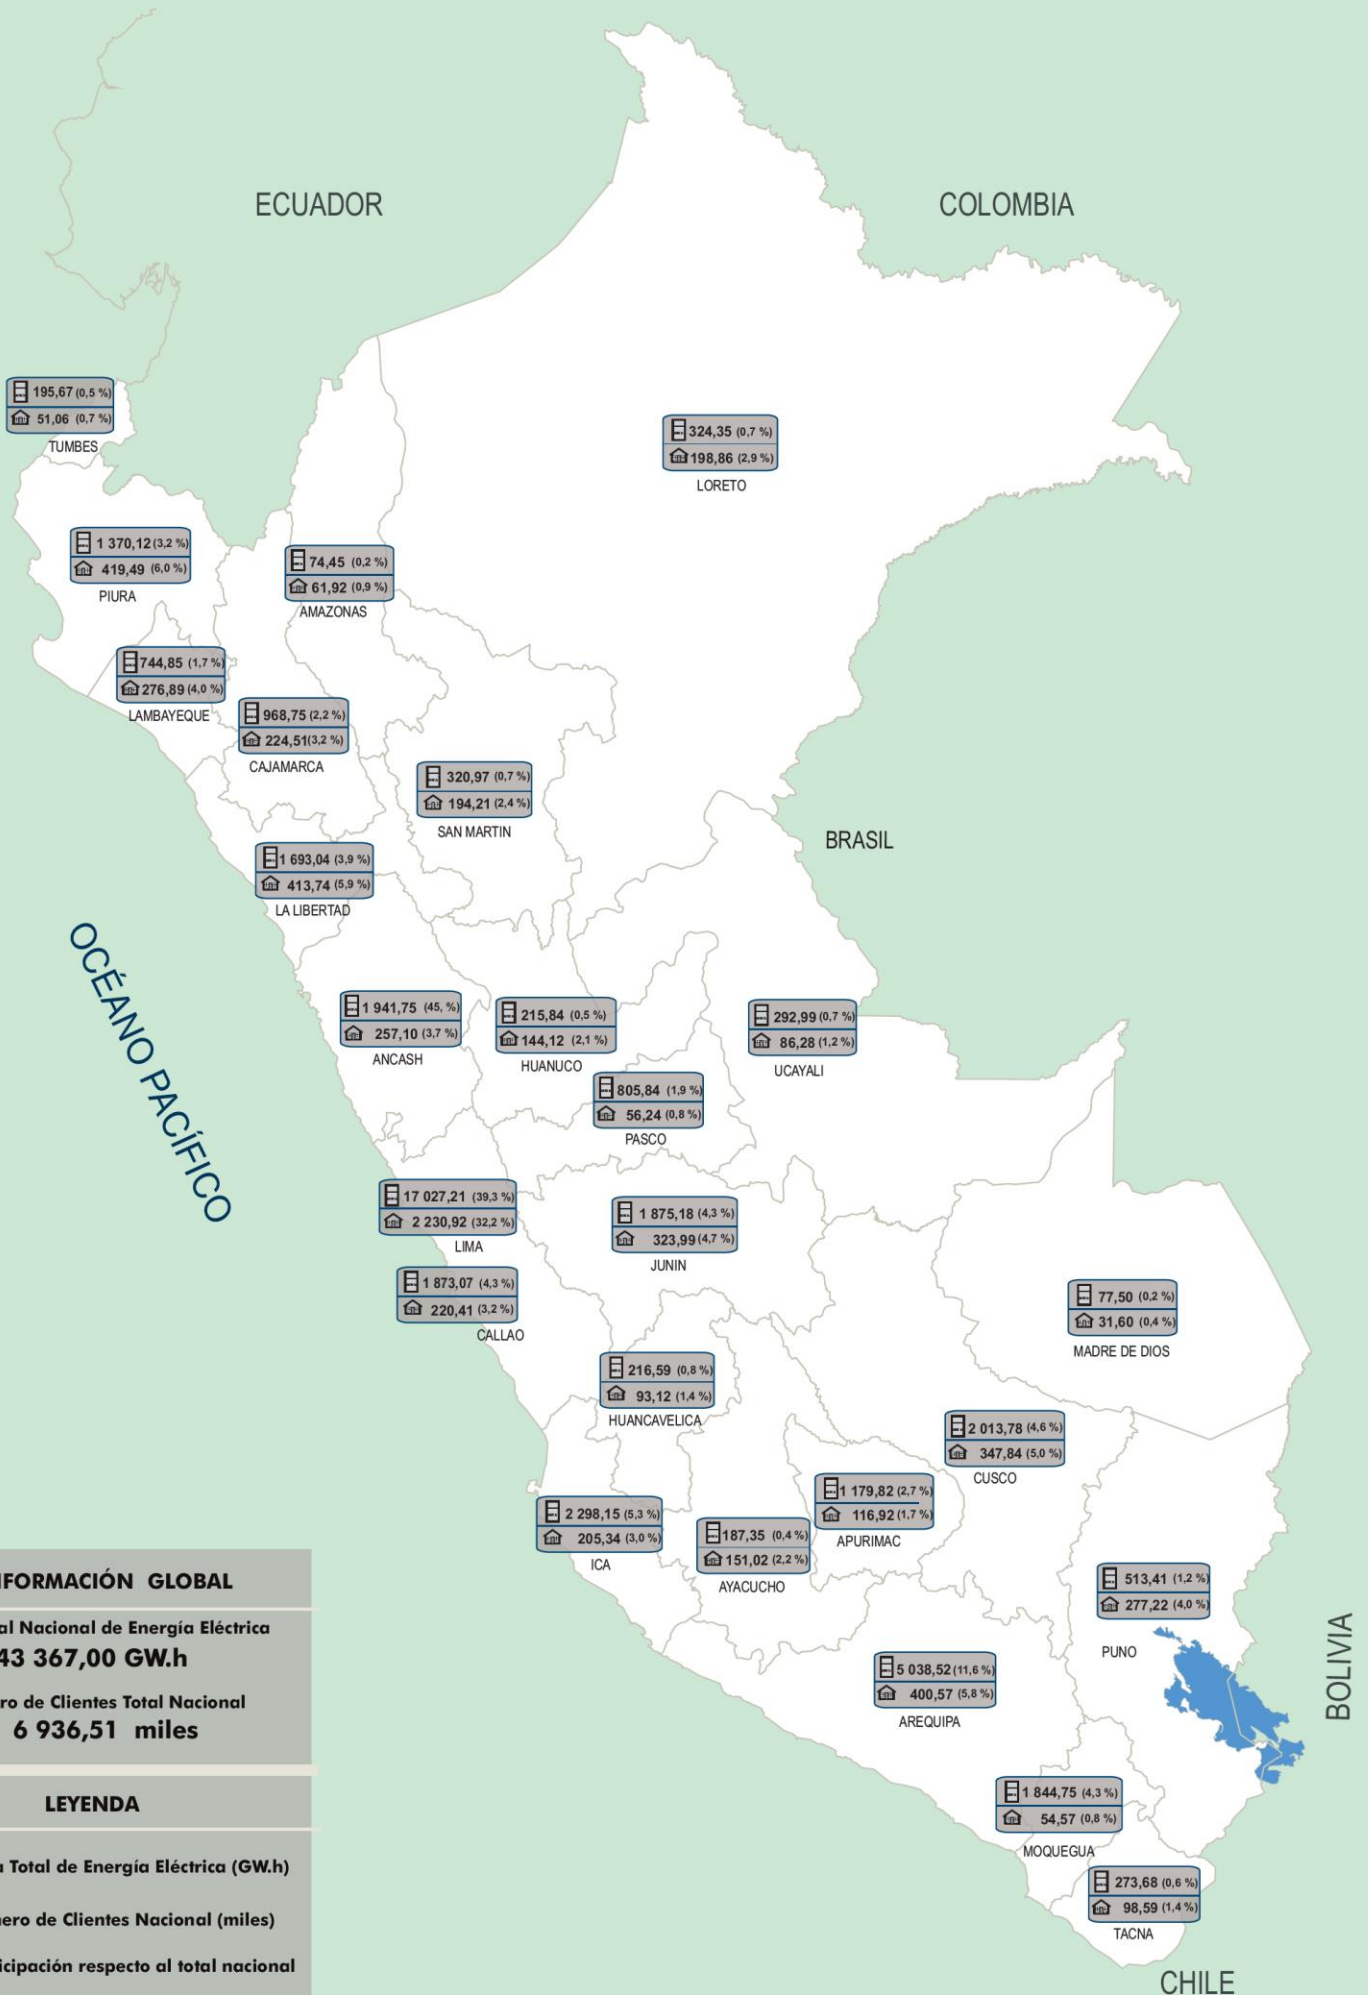 ECUADOR
COLOMBIA
195,67 (0,5 %)
51,06 (0,7 %)
TUMBES
324,35 (0,7 %)
198,86 (2,9 %)
LORETO
1 370,12 (3,2 %)
419,49 (6,0 %)
PIURA
74,45 (0,2 %)
61,92 (0,9 %)
AMAZONAS
744,85 (1,7 %)
276,89 (4,0 %)
LAMBAYEQUE
968,75 (2,2 %)
224,51(3,2 %)
CAJAMARCA
320,97 (0,7 %)
194,21 (2,4 %)
SAN MARTIN
BRASIL
1 693,04 (3,9 %)
413,74 (5,9 %)
LA LIBERTAD
OCÉANO PACÍFICO
1 941,75 (45, %)
257,10 (3,7 %)
ANCASH
215,84 (0,5 %)
144,12 (2,1 %)
HUANUCO
292,99 (0,7 %)
86,28 (1,2 %)
UCAYALI
805,84 (1,9 %)
56,24 (0,8 %)
PASCO
17 027,21 (39,3 %)
2 230,92 (32,2 %)
LIMA
1 875,18 (4,3 %)
323,99 (4,7 %)
JUNIN
1 873,07 (4,3 %)
220,41 (3,2 %)
CALLAO
77,50 (0,2 %)
31,60 (0,4 %)
MADRE DE DIOS
216,59 (0,8 %)
93,12 (1,4 %)
HUANCAVELICA
2 013,78 (4,6 %)
347,84 (5,0 %)
CUSCO
1 179,82 (2,7 %)
116,92 (1,7 %)
APURIMAC
2 298,15 (5,3 %)
205,34 (3,0 %)
ICA
187,35 (0,4 %)
151,02 (2,2 %)
AYACUCHO
513,41 (1,2 %)
277,22 (4,0 %)
PUNO
BOLIVIA
5 038,52 (11,6 %)
400,57 (5,8 %)
AREQUIPA
1 844,75 (4,3 %)
54,57 (0,8 %)
MOQUEGUA
273,68 (0,6 %)
98,59 (1,4 %)
TACNA
CHILE
NFORMACIÓN GLOBAL
al Nacional de Energía Eléctrica
43 367,00 GW.h
ro de Clientes Total Nacional
6 936,51 miles
LEYENDA
a Total de Energía Eléctrica (GW.h)
nero de Clientes Nacional (miles)
icipación respecto al total nacional